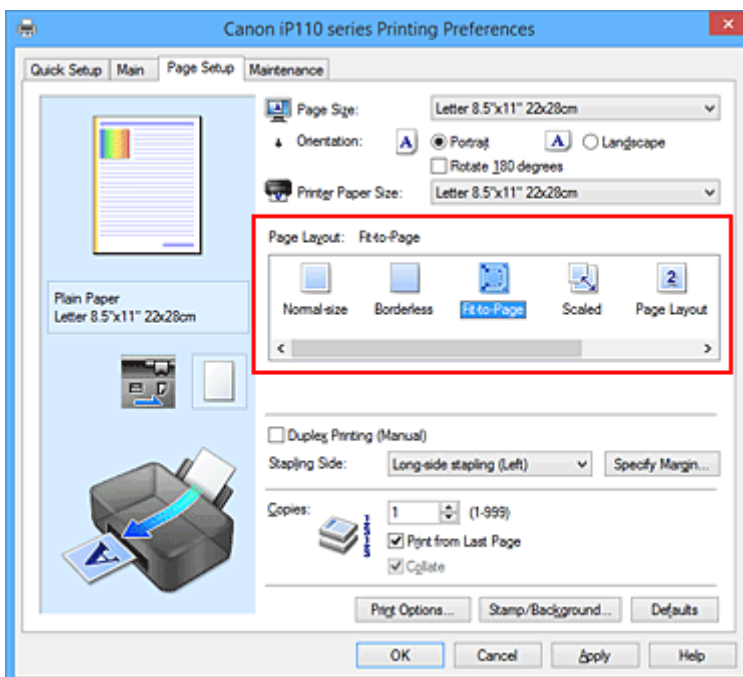 Canon iP110 series Printing Preferences
Quick Setup Main Page Setup Maintenance
Page Size: Letter 8.5"x11" 22x28cm
Orientation: A Portrait A Landscape
Rotate 180 degrees
Printer Paper Size: Letter 8.5"x11" 22x28cm
Page Layout: Fit-to-Page
Normal-size Borderless Fit-to-Page Scaled 2 Page Layout
Plain Paper
Letter 8.5"x11" 22x28cm
Duplex Printing (Manual)
Stapling Side: Long-side stapling (Left) Specify Margin...
Copies: 1 (1-999)
Print from Last Page
Collate
A
Print Options... Stamp/Background... Defaults
OK Cancel Apply Help